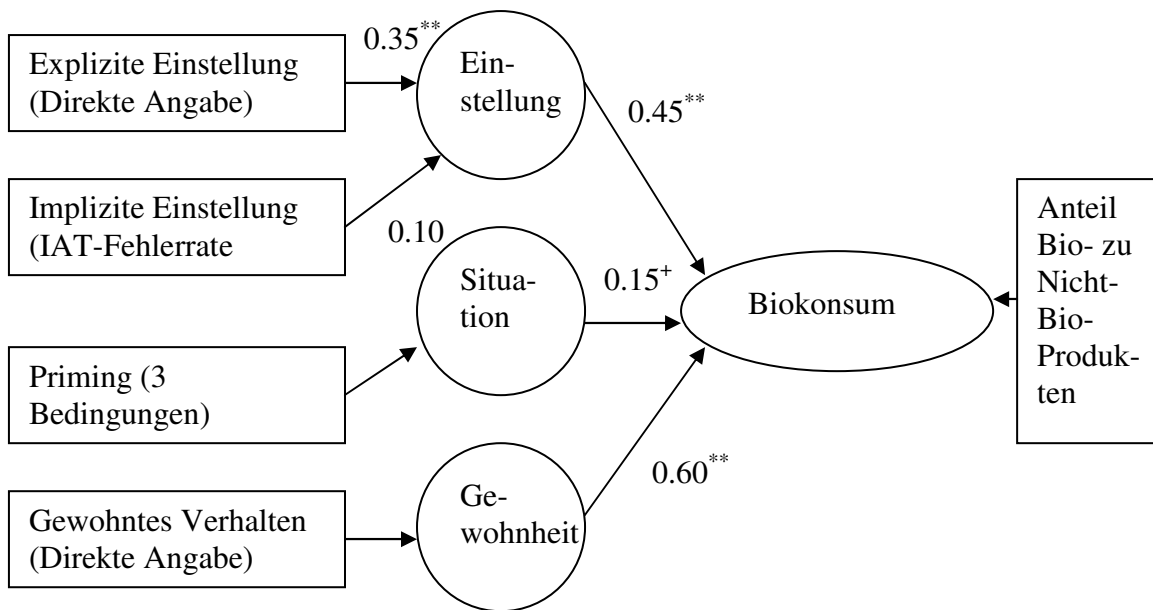 Explizite Einstellung
(Direkte Angabe)
0.35**
Ein-
stellung
0.45**
Implizite Einstellung
(IAT-Fehlerrate
0.10
Situa-
tion
0.15+
Biokonsum
Anteil
Bio- zu
Nicht-
Bio-
Produk-
ten
Priming (3
Bedingungen)
Gewohntes Verhalten
(Direkte Angabe)
Ge-
wohnheit
0.60**